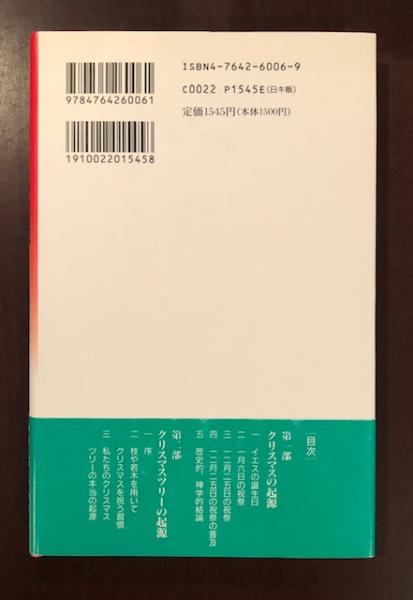 ISBN4-7642-6006-9
9784764260061
C0022 P1545E(日キ販)
定価1545円(本体1500円)
1910022015458
[目次]
第一部
クリスマスの起源
一 イエスの誕生日
二 一月六日の祝祭
三 一二月二五日の祝祭
四 一二月二五日の祝祭の普及
五 歴史的、神学的結論
第二部
クリスマスツリーの起源
一 序
二 枝や若木を用いて
クリスマスを祝う習慣
三 私たちのクリスマス
ツリーの本当の起源